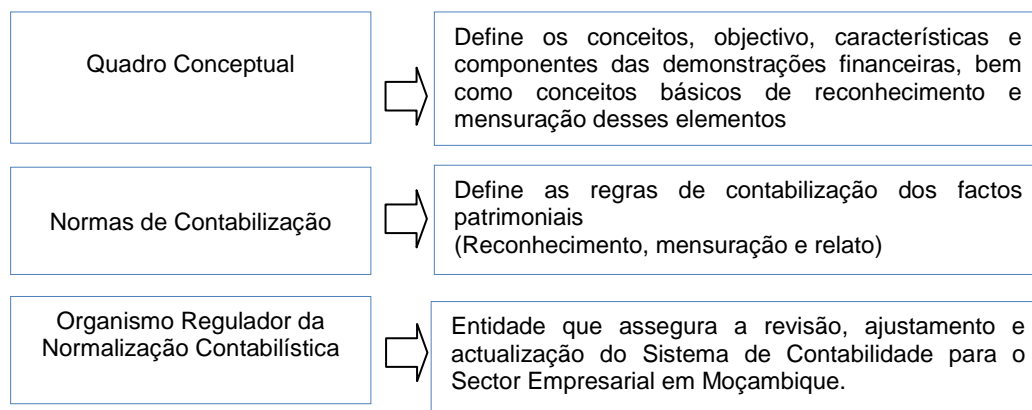 Quadro Conceptual
Define os conceitos, objectivo, características e
componentes das demonstrações financeiras, bem
como conceitos básicos de reconhecimento e
mensuração desses elementos
Normas de Contabilização
Define as regras de contabilização dos factos
patrimoniais
(Reconhecimento, mensuração e relato)
Organismo Regulador da
Normalização Contabilística
Entidade que assegura a revisão, ajustamento e
actualização do Sistema de Contabilidade para o
Sector Empresarial em Moçambique.